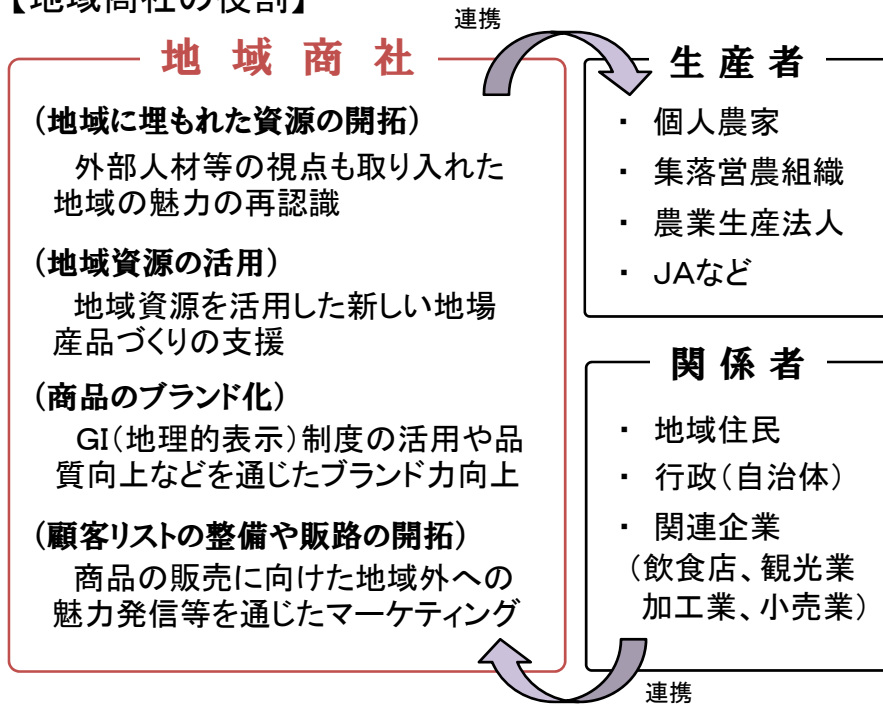 【地域商社の役割】
連携
地域商社
（地域に埋もれた資源の開拓）
外部人材等の視点も取り入れた
地域の魅力の再認識
（地域資源の活用）
地域資源を活用した新しい地場
産品づくりの支援
（商品のブランド化）
GI（地理的表示）制度の活用や品
質向上などを通じたブランド力向上
（顧客リストの整備や販路の開拓）
商品の販売に向けた地域外への
魅力発信等を通じたマーケティング
生産者
・ 個人農家
・ 集落営農組織
・ 農業生産法人
・ JAなど
関係者
・ 地域住民
・ 行政（自治体）
・ 関連企業
（飲食店、観光業
加工業、小売業）
連携